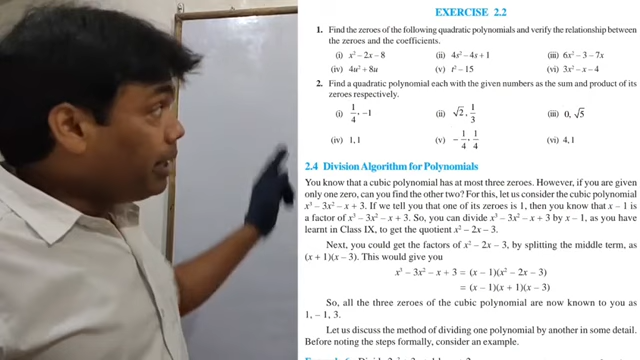 EXERCISE 2.2
1. Find the zeroes of the following quadratic polynomials and verify the relationship between
the zeroes and the coefficients.
(i) x² – 2x – 8 (ii) 4s² – 4s + 1 (iii) 6x² – 3 – 7x
(iv) 4u² + 8u (v) t² – 15 (vi) 3x² – x – 4
2. Find a quadratic polynomial each with the given numbers as the sum and product of its
zeroes respectively.
(i) 1/4, –1 (ii) √2, 1/3 (iii) 0, √5
(iv) 1, 1 (v) –1/4, 1/4 (vi) 4, 1
2.4 Division Algorithm for Polynomials
You know that a cubic polynomial has at most three zeroes. However, if you are given
only one zero, can you find the other two? For this, let us consider the cubic polynomial
x³ – 3x² – x + 3. If we tell you that one of its zeroes is 1, then you know that x – 1 is
a factor of x³ – 3x² – x + 3. So, you can divide x³ – 3x² – x + 3 by x – 1, as you have
learnt in Class IX, to get the quotient x² – 2x – 3.
Next, you could get the factors of x² – 2x – 3, by splitting the middle term, as
(x + 1)(x – 3). This would give you
x³ – 3x² – x + 3 = (x – 1)(x² – 2x – 3)
= (x – 1)(x + 1)(x – 3)
So, all the three zeroes of the cubic polynomial are now known to you as
1, – 1, 3.
Let us discuss the method of dividing one polynomial by another in some detail.
Before noting the steps formally, consider an example.